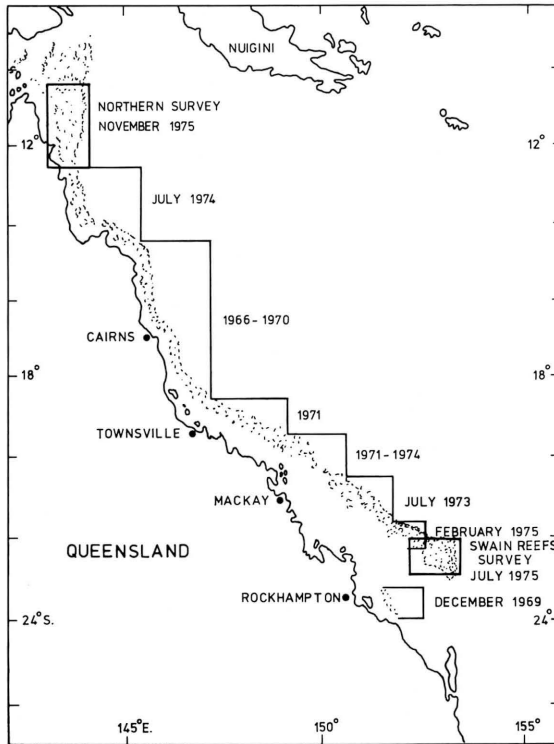 NUIGINI
NORTHERN SURVEY
NOVEMBER 1975
12°
12°
JULY 1974
1966-1970
CAIRNS
18°
18°
1971
TOWNSVILLE
1971-1974
MACKAY
JULY 1973
FEBRUARY 1975
SWAIN REEFS
SURVEY
JULY 1975
QUEENSLAND
ROCKHAMPTON
DECEMBER 1969
24°S.
24°
145°E.
150°
155°